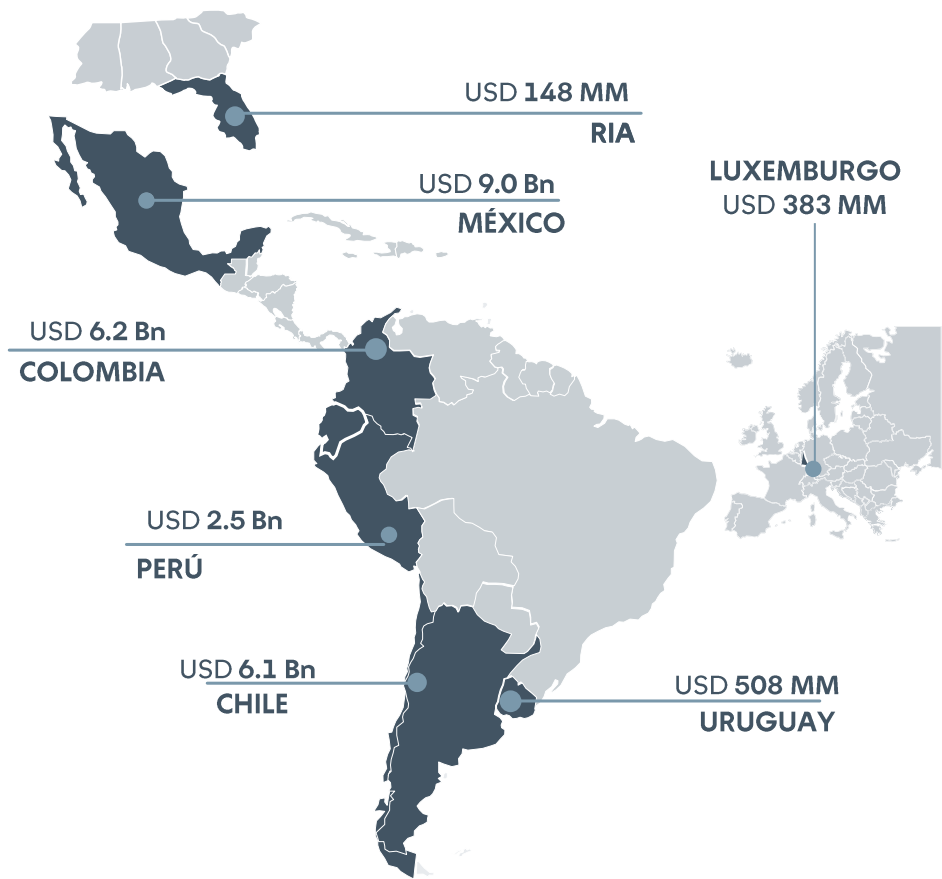 USD 148 MM
RIA
LUXEMBURGO
USD 383 MM
USD 9.0 Bn
MÉXICO
USD 6.2 Bn
COLOMBIA
USD 2.5 Bn
PERÚ
USD 6.1 Bn
CHILE
USD 508 MM
URUGUAY